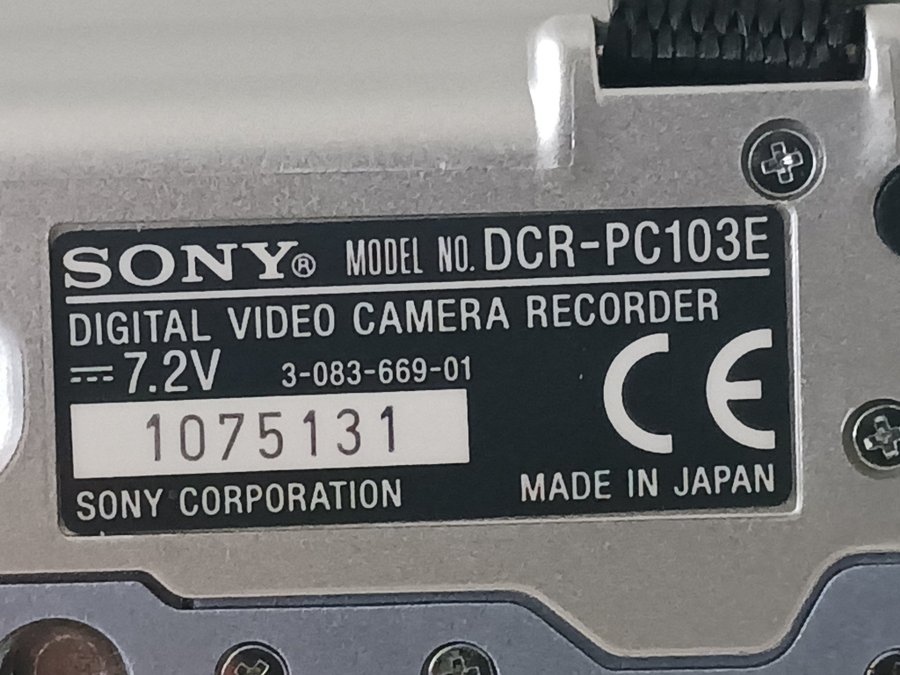 SONY® MODEL NO. DCR-PC103E
DIGITAL VIDEO CAMERA RECORDER
⎓ 7.2V 3-083-669-01
CE
1075131
SONY CORPORATION MADE IN JAPAN